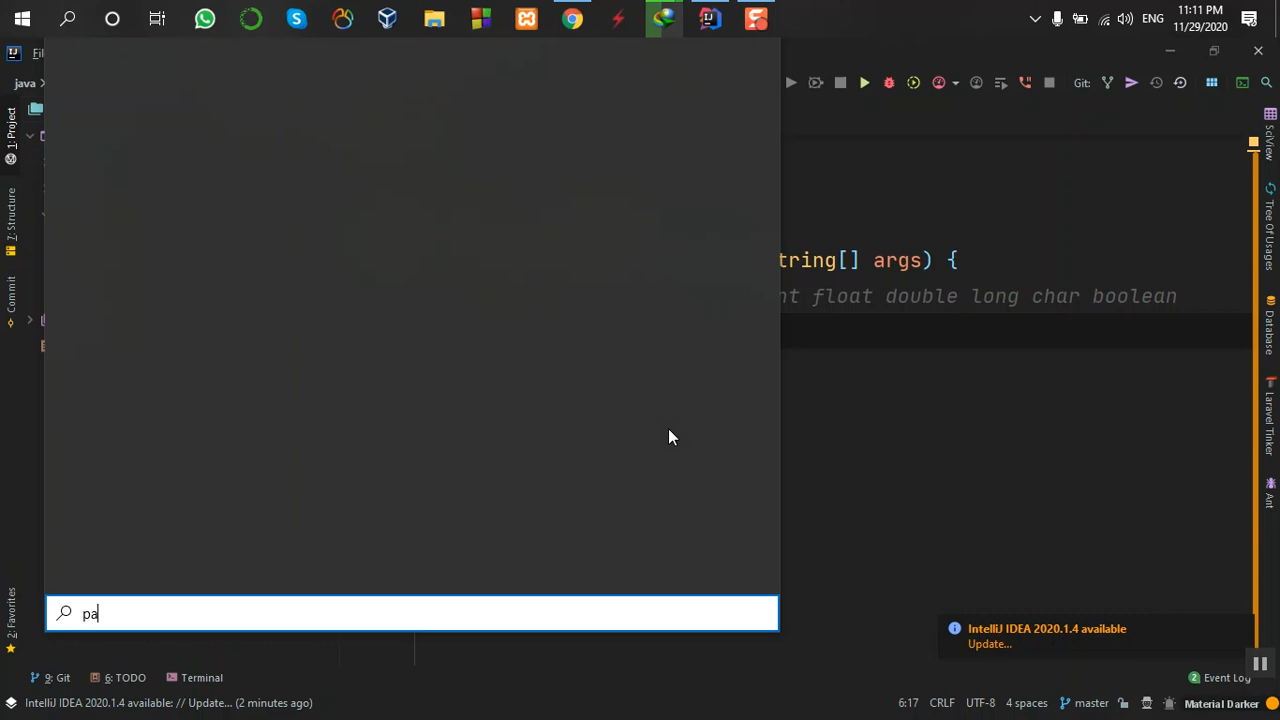 11:11 PM
ENG
11/29/2020
Fil
java
Git:
1: Project
7: Structure
Commit
2: Favorites
SciView
Tree Of Usages
Database
Laravel Tinker
Ant
tring[] args) {
nt float double long char boolean
pa
IntelliJ IDEA 2020.1.4 available
Update...
9: Git
6: TODO
Terminal
2 Event Log
IntelliJ IDEA 2020.1.4 available: // Update... (2 minutes ago)
6:17
CRLF
UTF-8
4 spaces
master
Material Darker